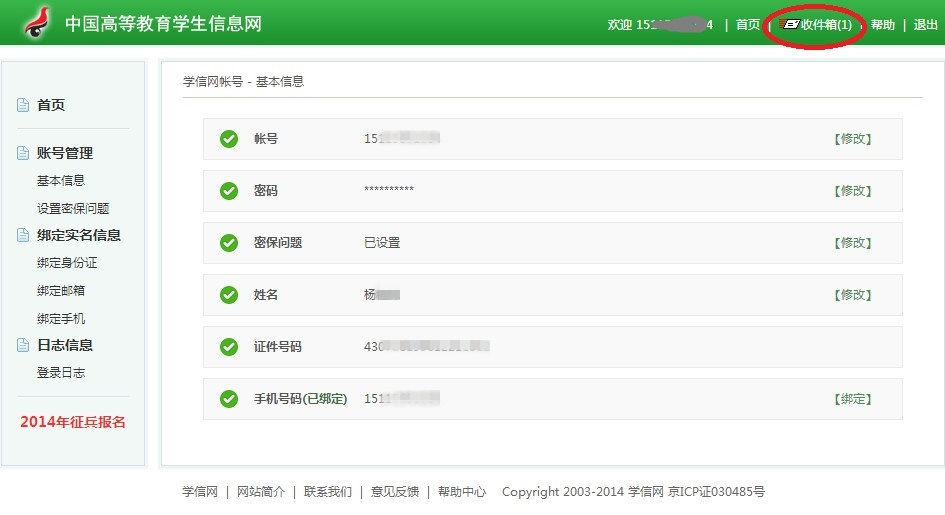 中国高等教育学生信息网
欢迎 151 4 | 首页 收件箱(1) | 帮助 | 退出
首页
账号管理
基本信息
设置密保问题
绑定实名信息
绑定身份证
绑定邮箱
绑定手机
日志信息
登录日志
2014年征兵报名
学信网帐号 - 基本信息
帐号 151 【修改】
密码 ********** 【修改】
密保问题 已设置 【修改】
姓名 杨 【修改】
证件号码 430
手机号码(已绑定) 151 【绑定】
学信网 | 网站简介 | 联系我们 | 意见反馈 | 帮助中心 Copyright 2003-2014 学信网 京ICP证030485号